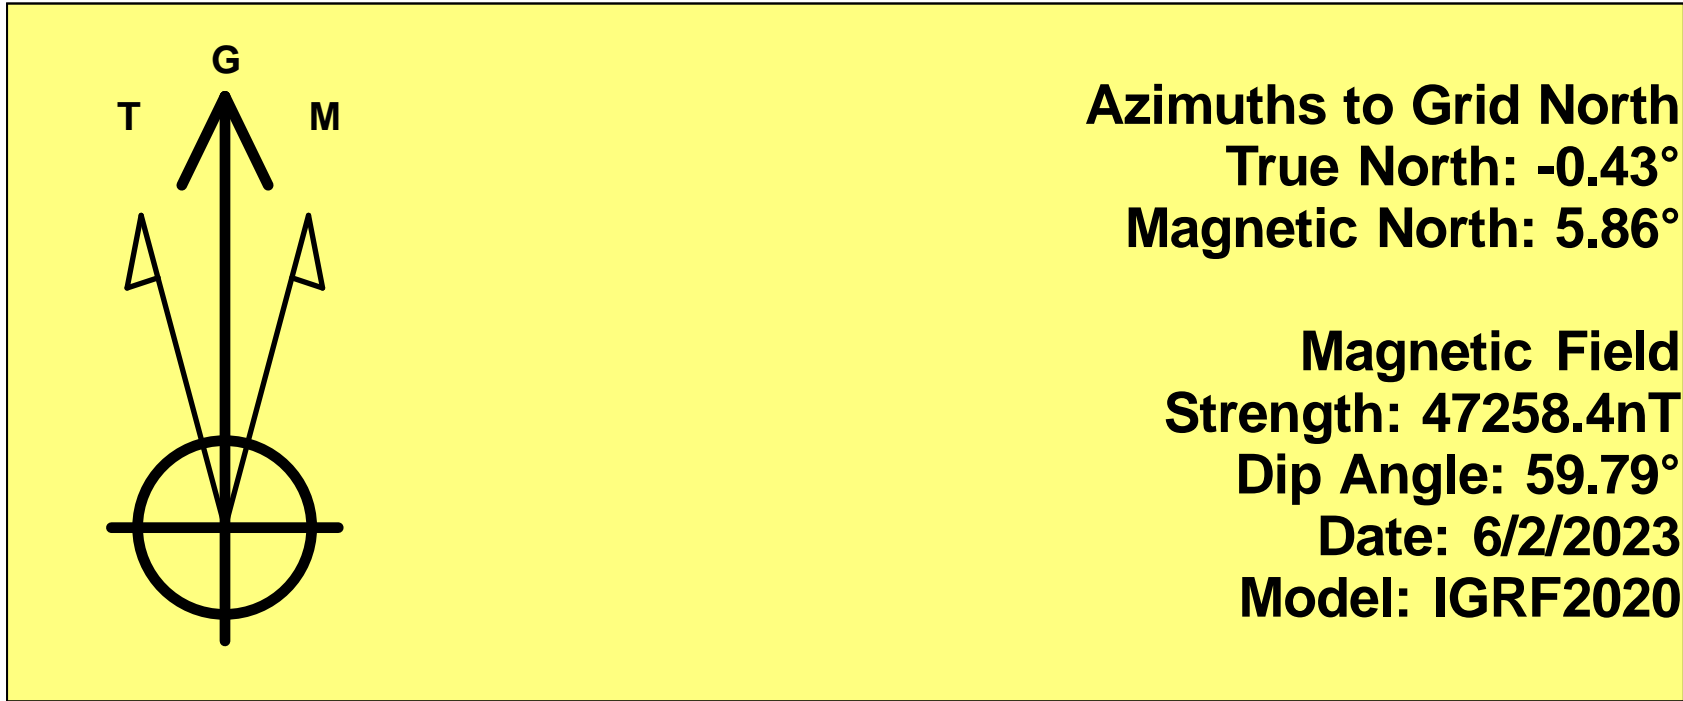 G
T M
Azimuths to Grid North
True North: -0.43°
Magnetic North: 5.86°
Magnetic Field
Strength: 47258.4nT
Dip Angle: 59.79°
Date: 6/2/2023
Model: IGRF2020